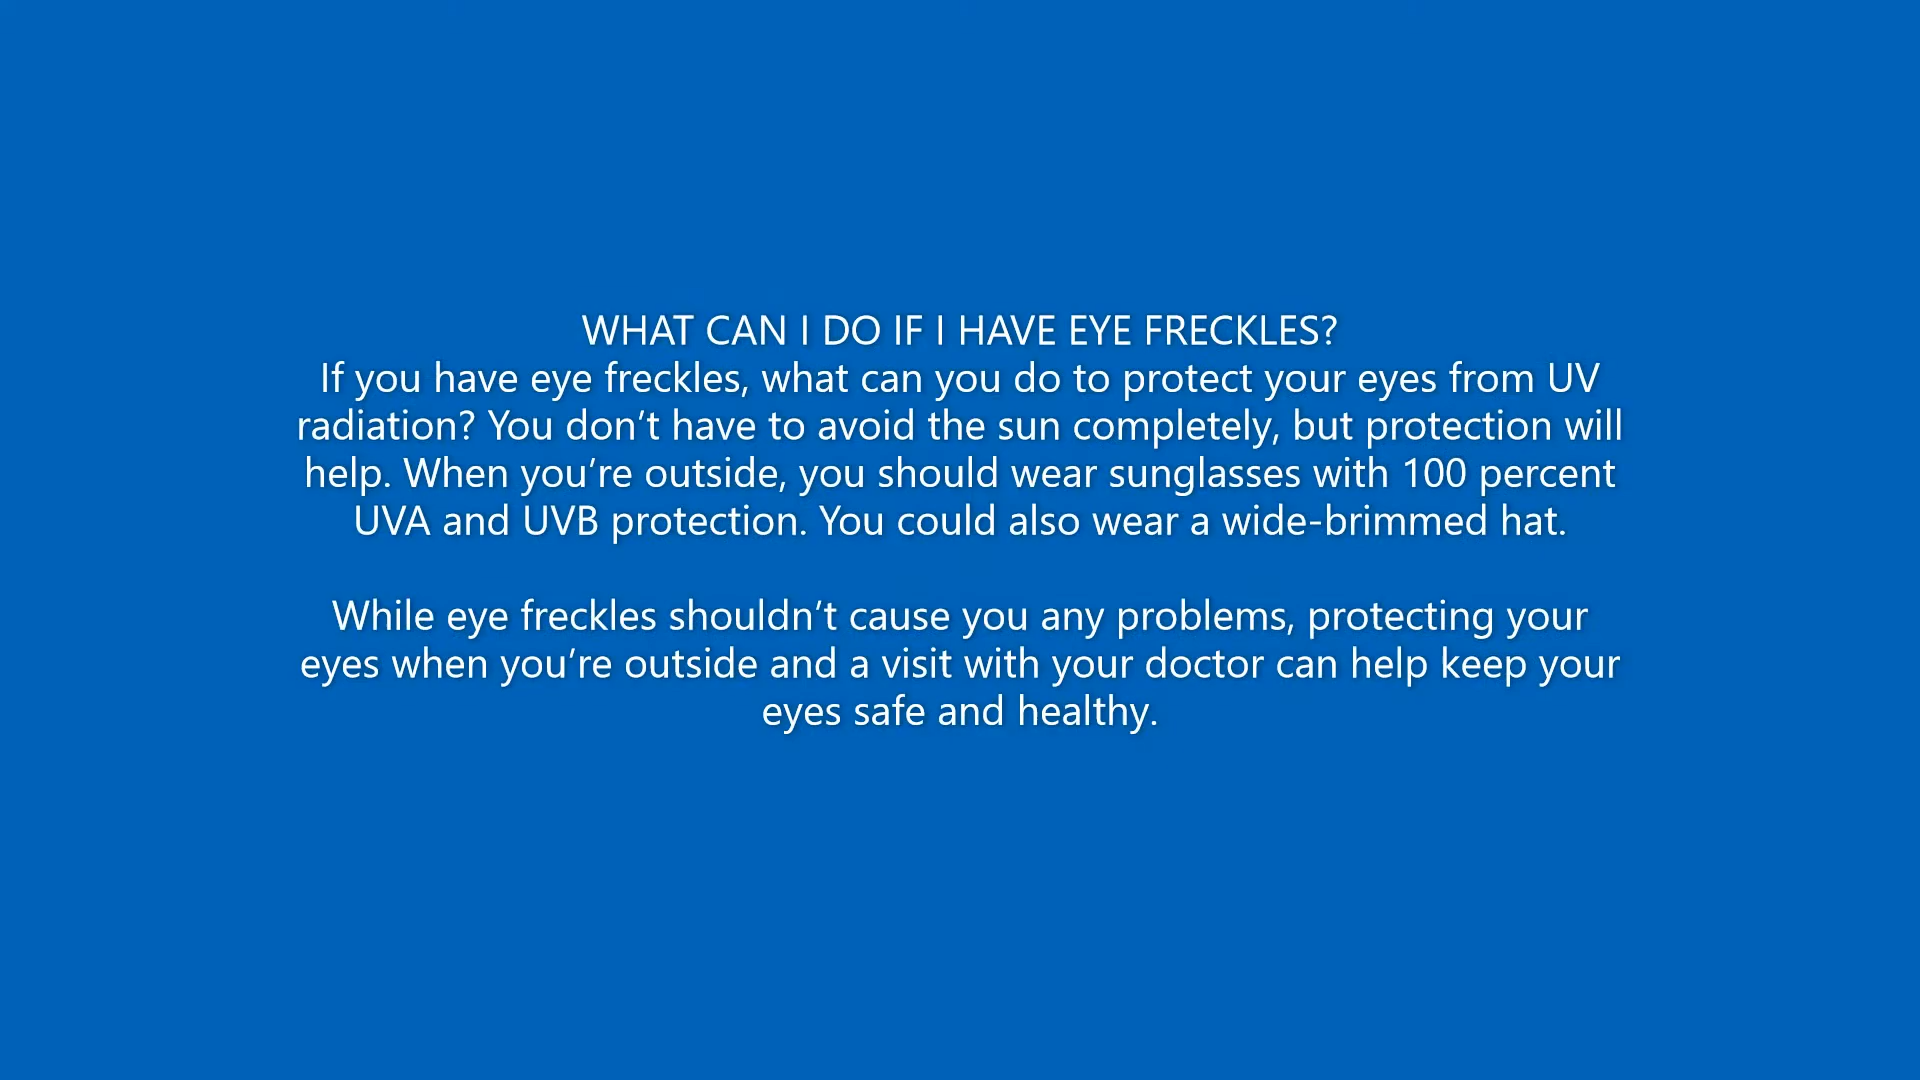 WHAT CAN I DO IF I HAVE EYE FRECKLES?
If you have eye freckles, what can you do to protect your eyes from UV
radiation? You don’t have to avoid the sun completely, but protection will
help. When you’re outside, you should wear sunglasses with 100 percent
UVA and UVB protection. You could also wear a wide-brimmed hat.
While eye freckles shouldn’t cause you any problems, protecting your
eyes when you’re outside and a visit with your doctor can help keep your
eyes safe and healthy.